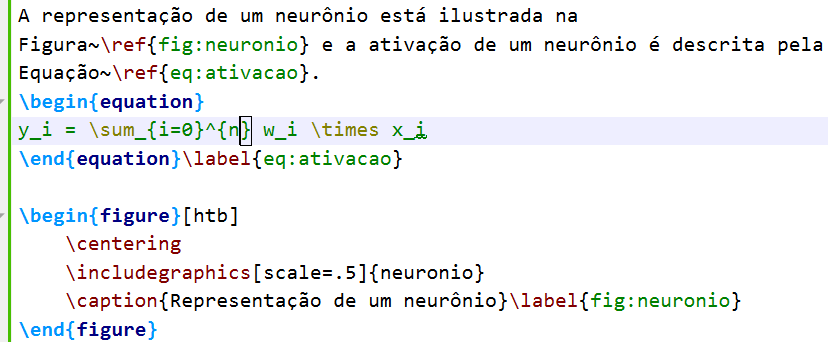 A representação de um neurônio está ilustrada na
Figura~\ref{fig:neuronio} e a ativação de um neurônio é descrita pela
Equação~\ref{eq:ativacao}.
\begin{equation}
y_i = \sum_{i=0}^{n} w_i \times x_i
\end{equation}\label{eq:ativacao}
\begin{figure}[htb]
\centering
\includegraphics[scale=.5]{neuronio}
\caption{Representação de um neurônio}\label{fig:neuronio}
\end{figure}